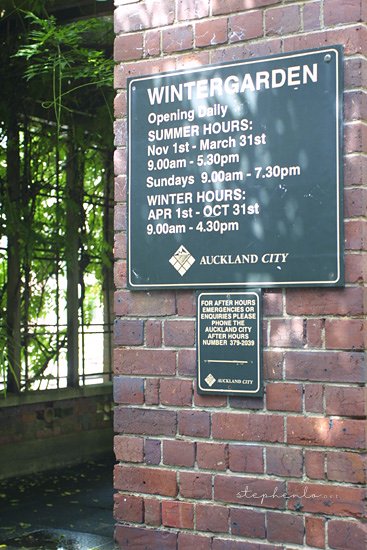 WINTERGARDEN
Opening Daily
SUMMER HOURS:
Nov 1st - March 31st
9.00am - 5.30pm
Sundays 9.00am - 7.30pm
WINTER HOURS:
APR 1st - OCT 31st
9.00am - 4.30pm
AUCKLAND CITY
FOR AFTER HOURS
EMERGENCIES OR
ENQUIRIES PLEASE
PHONE THE
AUCKLAND CITY
AFTER HOURS
NUMBER 379-2039
AUCKLAND CITY
stephenlo.net